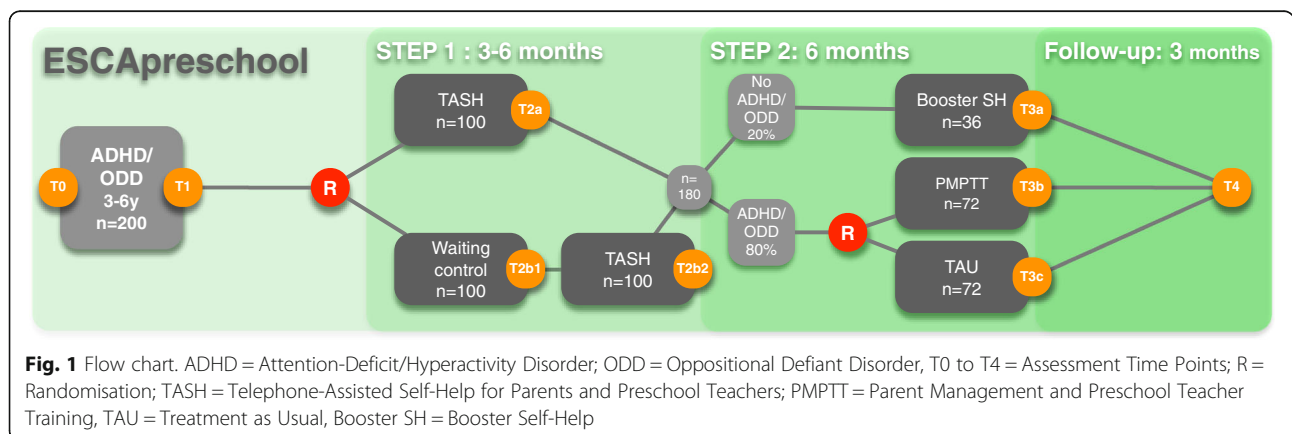 ESCApreschool
STEP 1 : 3-6 months
STEP 2: 6 months
Follow-up: 3 months
T0
ADHD/
ODD
3-6y
n=200
T1
R
TASH
n=100
T2a
Waiting
control
n=100
T2b1
TASH
n=100
T2b2
n=
180
No
ADHD/
ODD
20%
ADHD/
ODD
80%
R
Booster SH
n=36
T3a
PMPTT
n=72
T3b
TAU
n=72
T3c
T4
Fig. 1 Flow chart. ADHD = Attention-Deficit/Hyperactivity Disorder; ODD = Oppositional Defiant Disorder, T0 to T4 = Assessment Time Points; R =
Randomisation; TASH = Telephone-Assisted Self-Help for Parents and Preschool Teachers; PMPTT = Parent Management and Preschool Teacher
Training, TAU = Treatment as Usual, Booster SH = Booster Self-Help